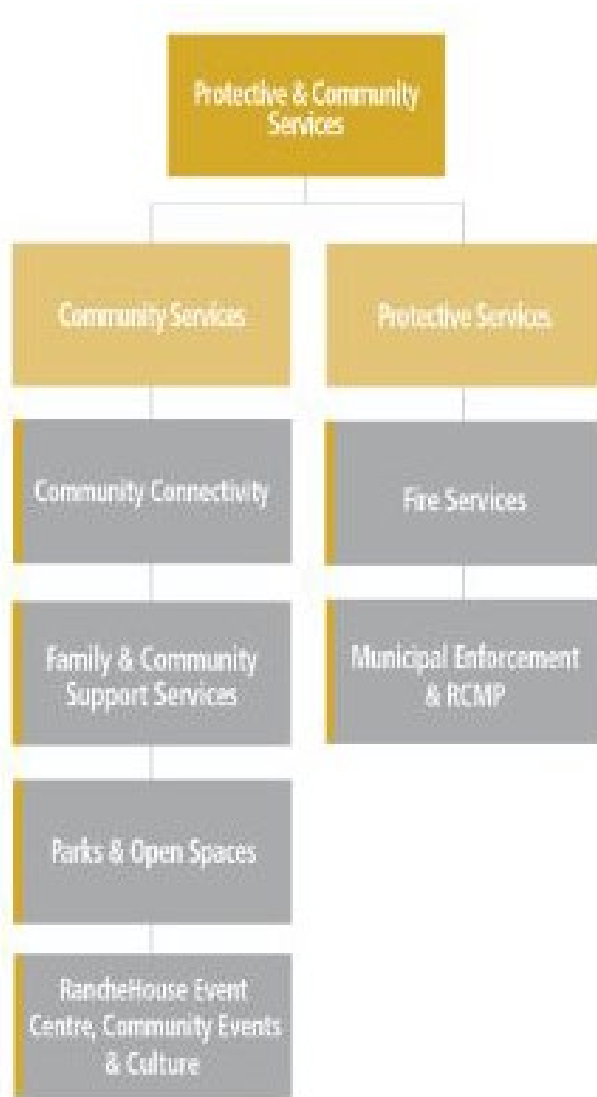 Protective & Community
Services
Community Services
Protective Services
Community Connectivity
Fire Services
Family & Community
Support Services
Municipal Enforcement
& RCMP
Parks & Open Spaces
RancheHouse Event
Centre, Community Events
& Culture